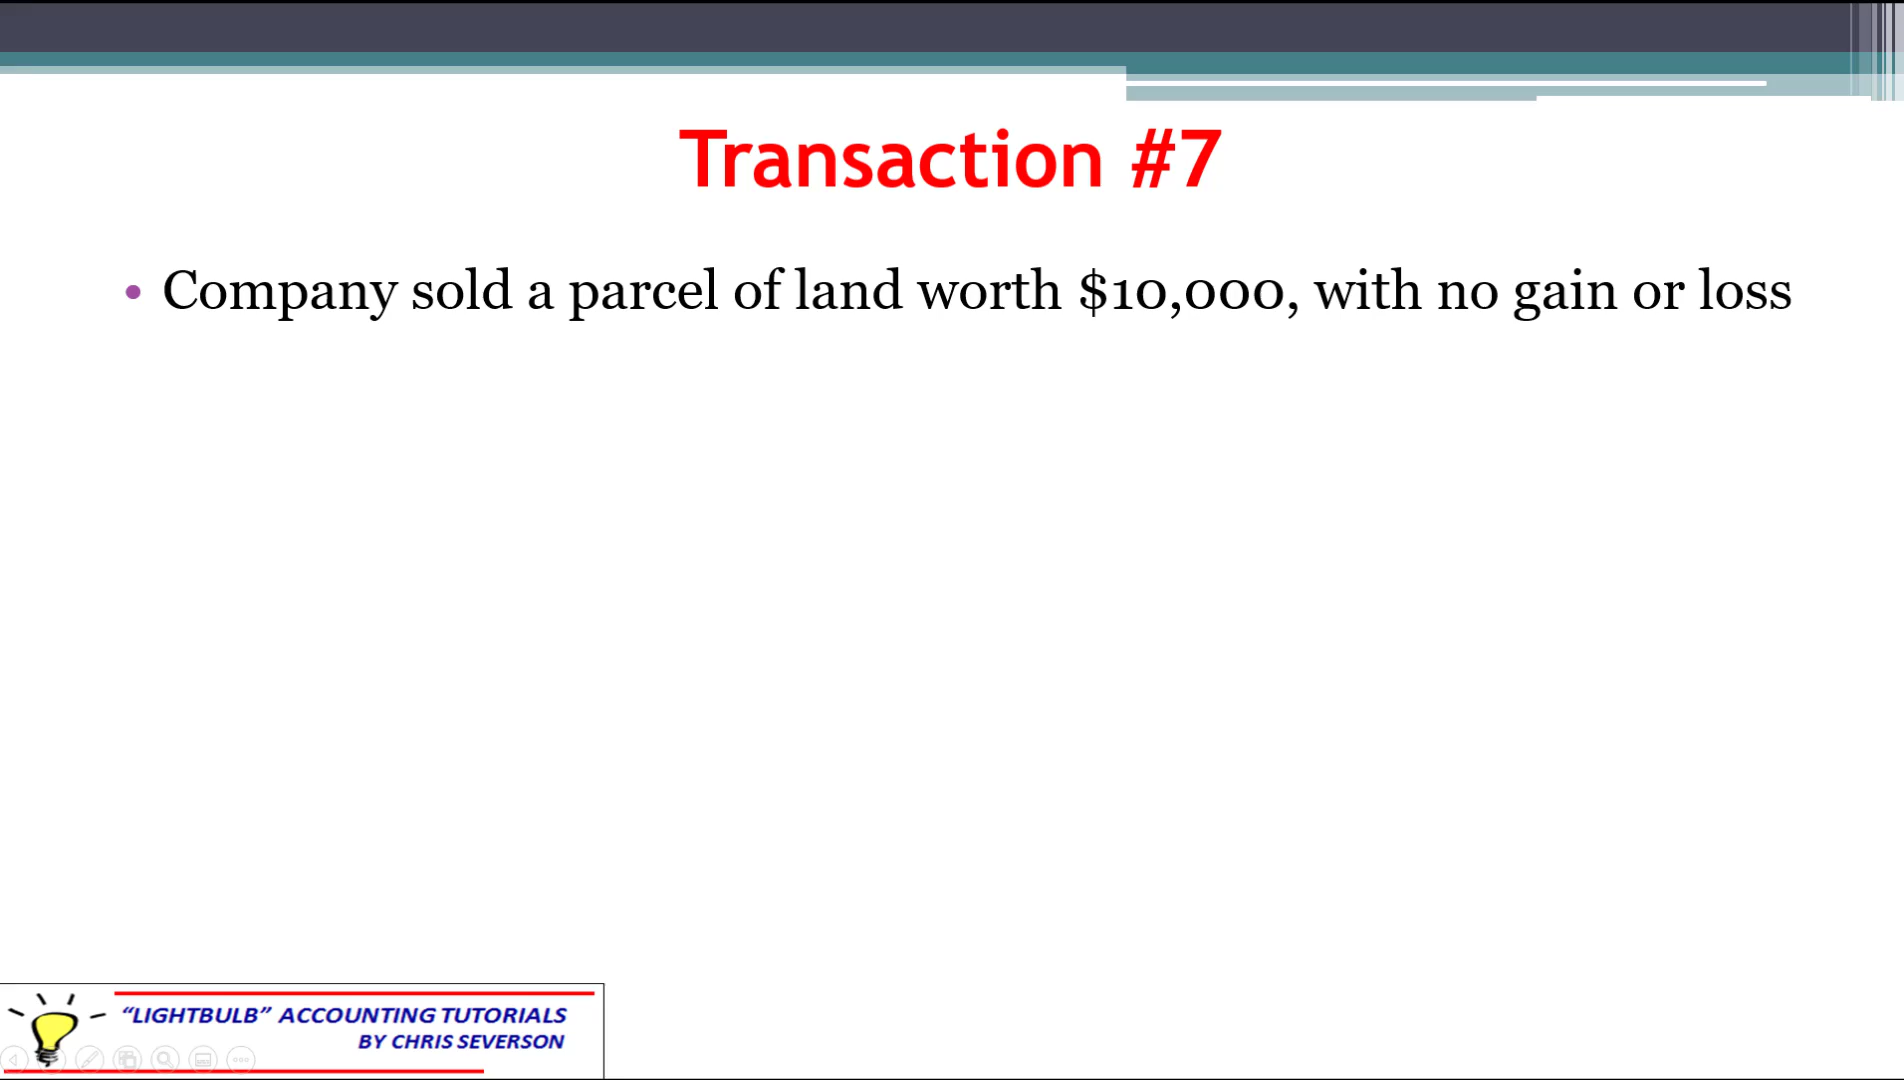 Transaction #7
• Company sold a parcel of land worth $10,000, with no gain or loss
“LIGHTBULB” ACCOUNTING TUTORIALS
BY CHRIS SEVERSON